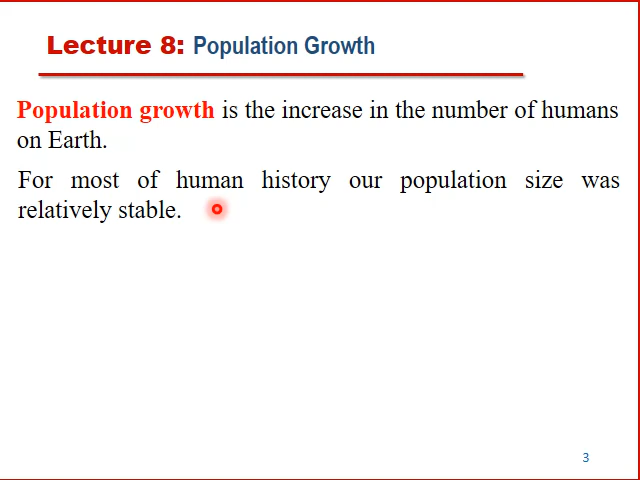 Lecture 8: Population Growth
Population growth is the increase in the number of humans
on Earth.
For most of human history our population size was
relatively stable.
3